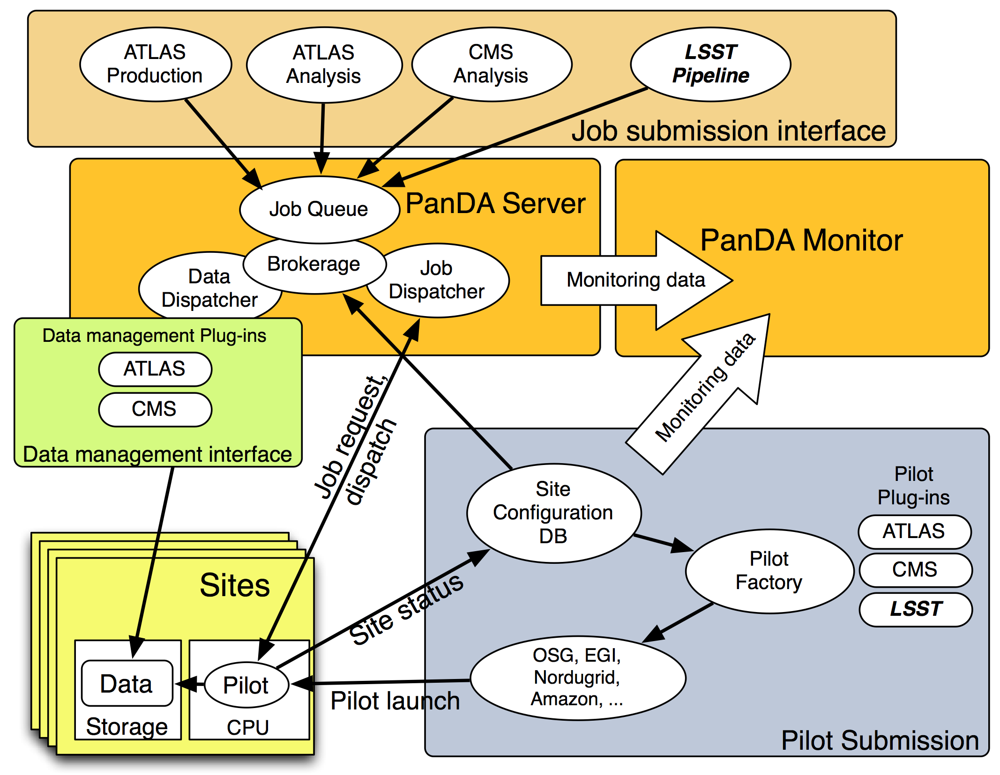 ATLAS
Production
ATLAS
Analysis
CMS
Analysis
LSST
Pipeline
Job submission interface
Job Queue
PanDA Server
Brokerage
Data
Dispatcher
Job
Dispatcher
Monitoring data
PanDA Monitor
Monitoring data
Data management Plug-ins
ATLAS
CMS
Data management interface
Job request,
dispatch
Site
Configuration
DB
Pilot
Plug-ins
ATLAS
CMS
LSST
Pilot
Factory
Sites
Site status
OSG, EGI,
Nordugrid,
Amazon, ...
Data
Storage
Pilot
CPU
Pilot launch
Pilot Submission